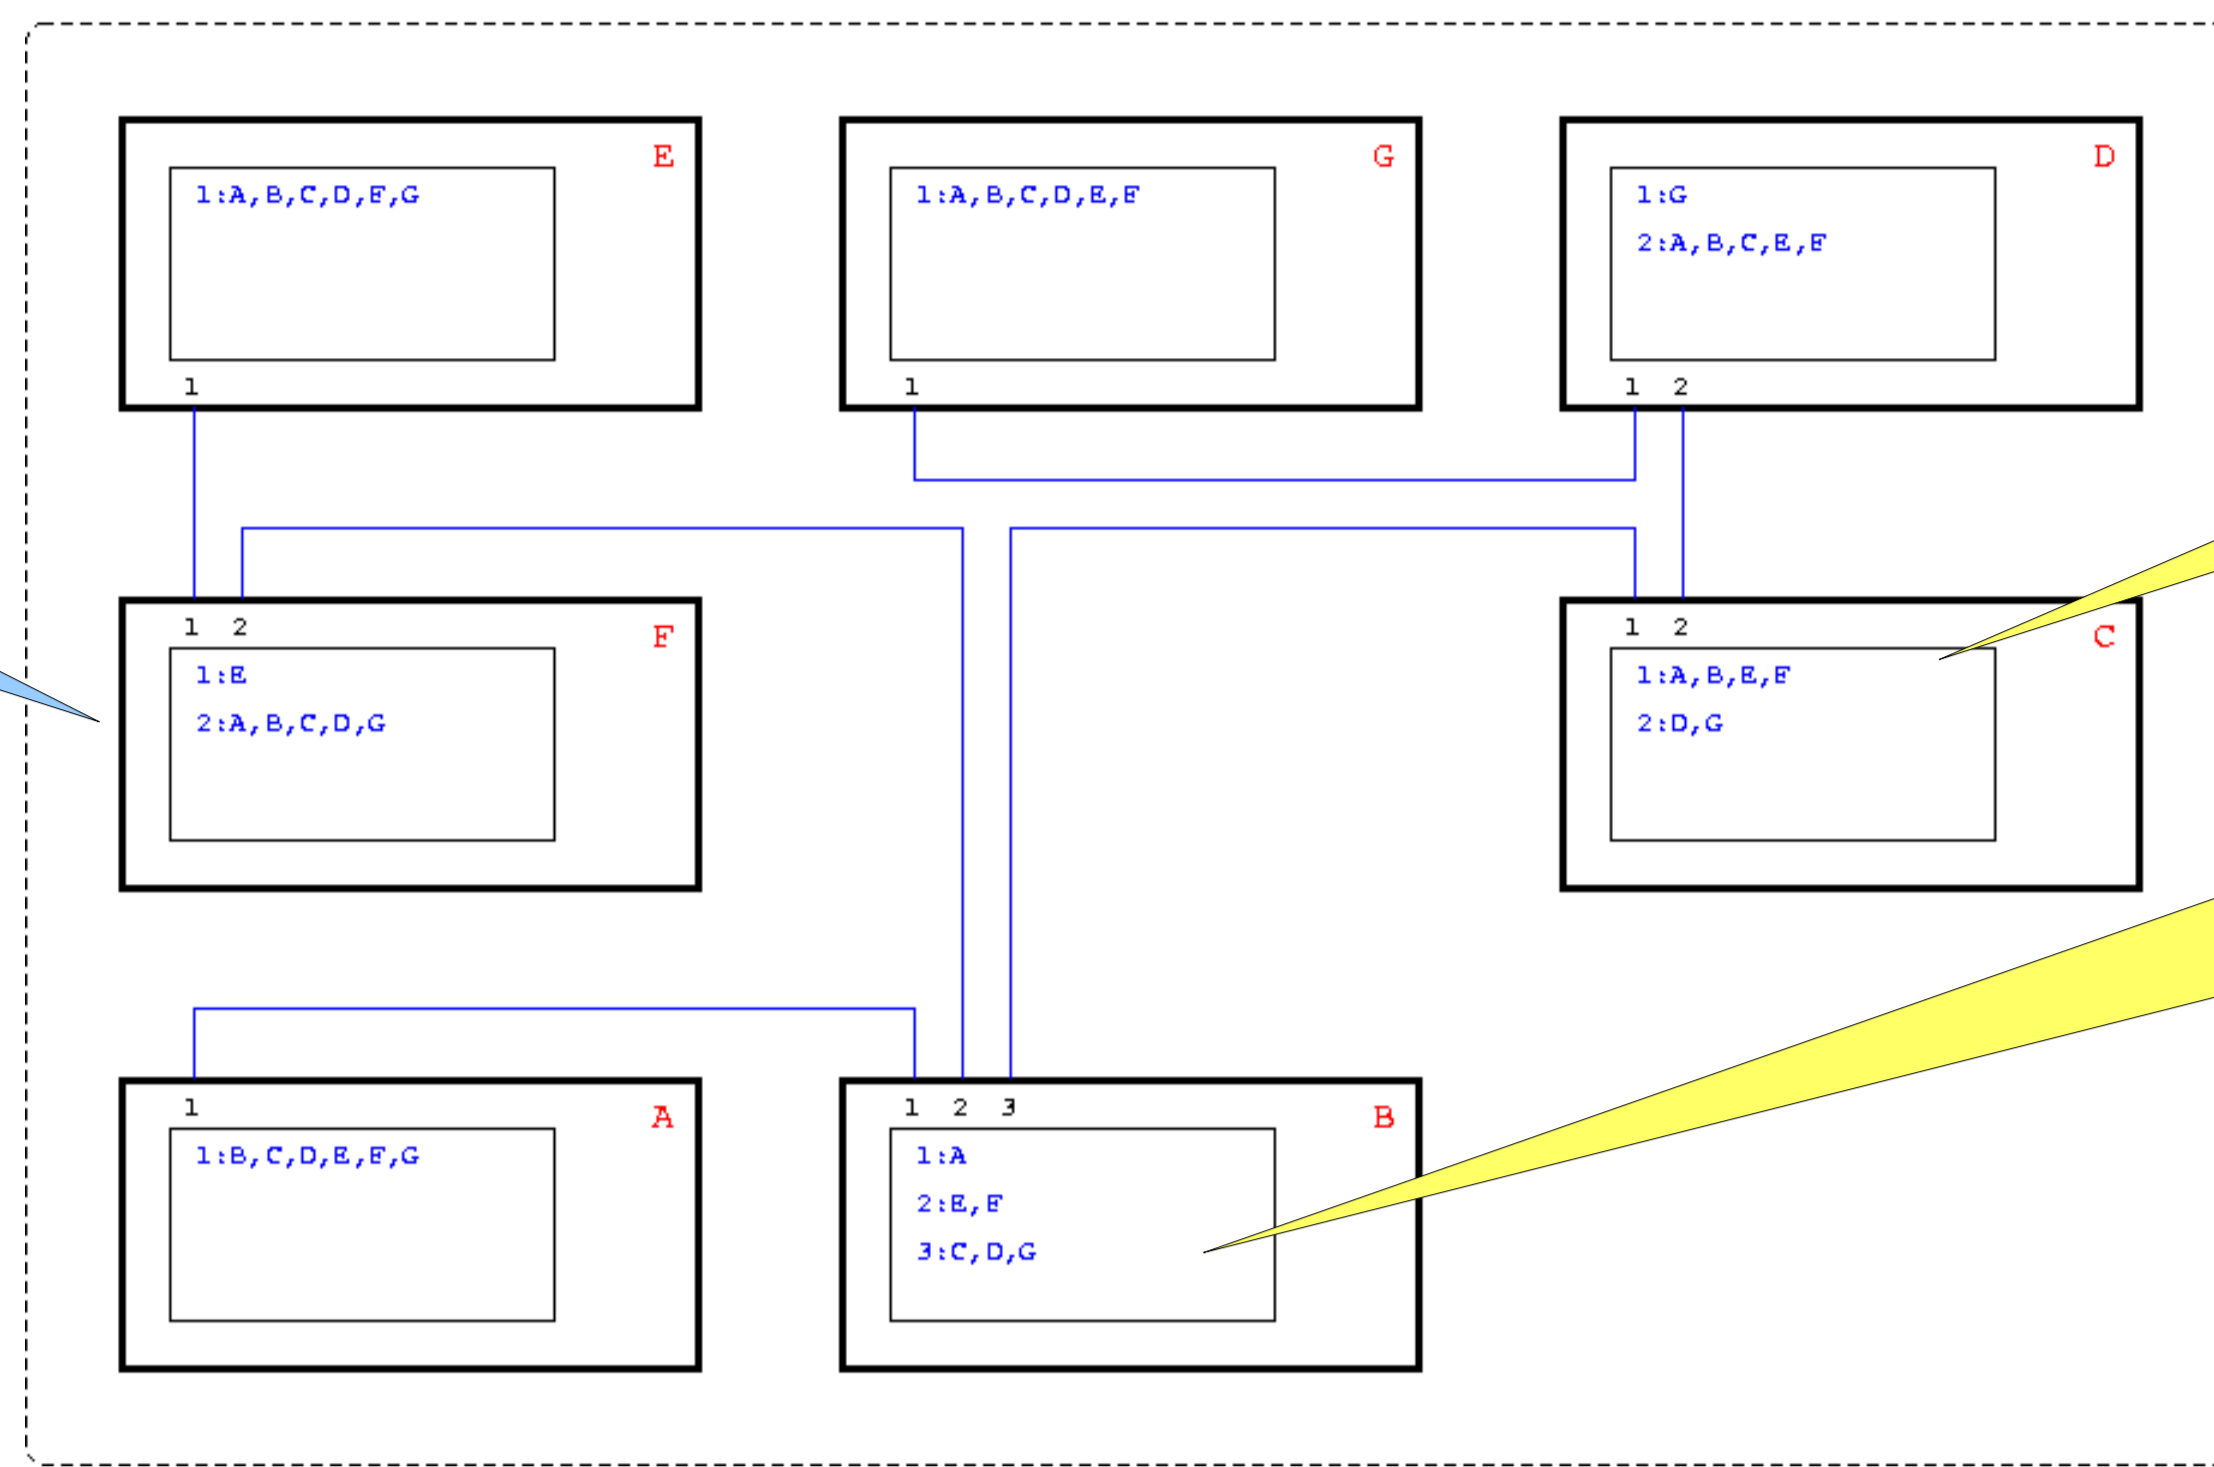 E
1:A,B,C,D,F,G
1
G
1:A,B,C,D,E,F
1
D
1:G
2:A,B,C,E,F
1 2
1 2
F
1:E
2:A,B,C,D,G
1 2
C
1:A,B,E,F
2:D,G
1
A
1:B,C,D,E,F,G
1 2 3
B
1:A
2:E,F
3:C,D,G